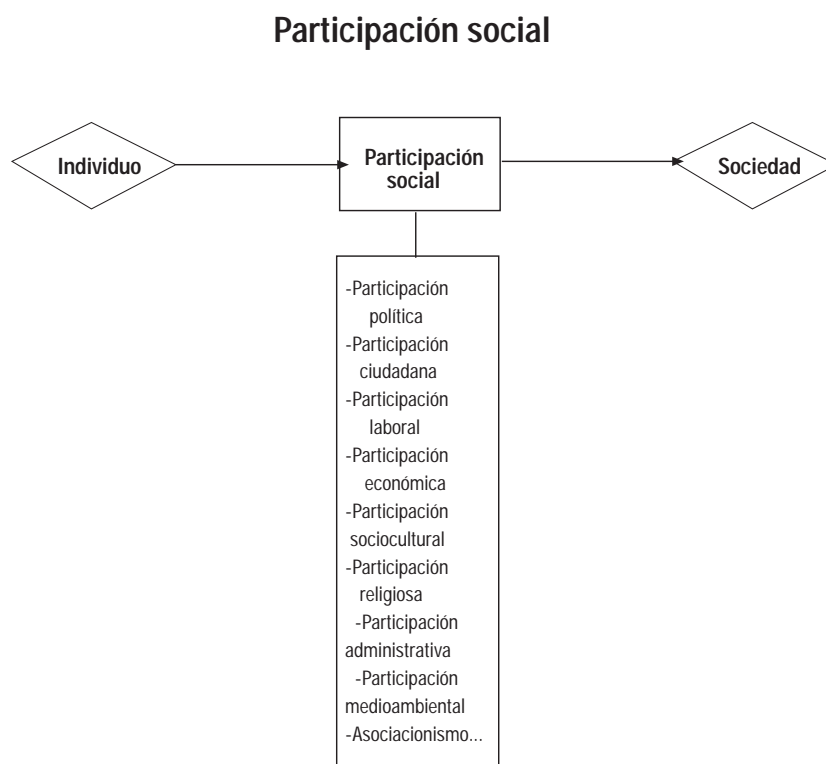 Participación social
Individuo
Participación
social
Sociedad
-Participación
política
-Participación
ciudadana
-Participación
laboral
-Participación
económica
-Participación
sociocultural
-Participación
religiosa
-Participación
administrativa
-Participación
medioambiental
-Asociacionismo...